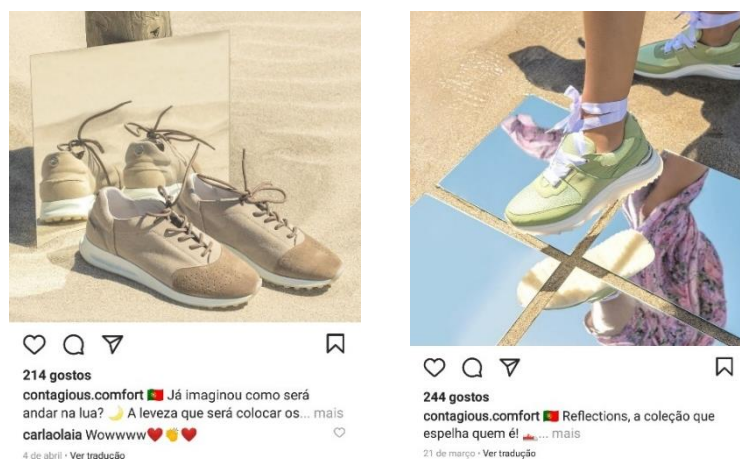 214 gostos
contagious.comfort 🇵🇹 Já imaginou como será
andar na lua? 🌙 A leveza que será colocar os... mais
carlaolaia Wowwww❤️👏❤️
4 de abril • Ver tradução
244 gostos
contagious.comfort 🇵🇹 Reflections, a coleção que
espelha quem é! 👟... mais
21 de março • Ver tradução